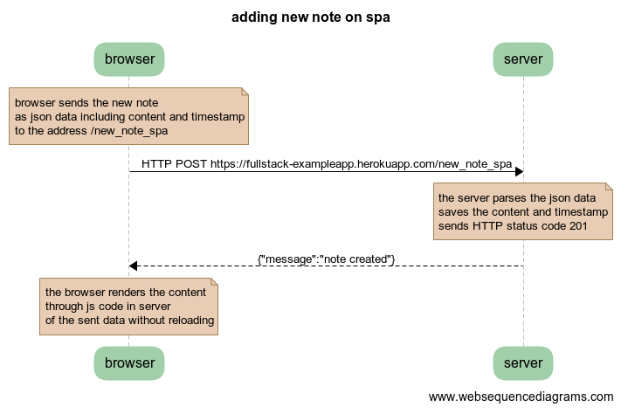 adding new note on spa
browser
server
browser sends the new note
as json data including content and timestamp
to the address /new_note_spa
HTTP POST https://fullstack-exampleapp.herokuapp.com/new_note_spa
the server parses the json data
saves the content and timestamp
sends HTTP status code 201
{"message":"note created"}
the browser renders the content
through js code in server
of the sent data without reloading
browser
server
www.websequencediagrams.com